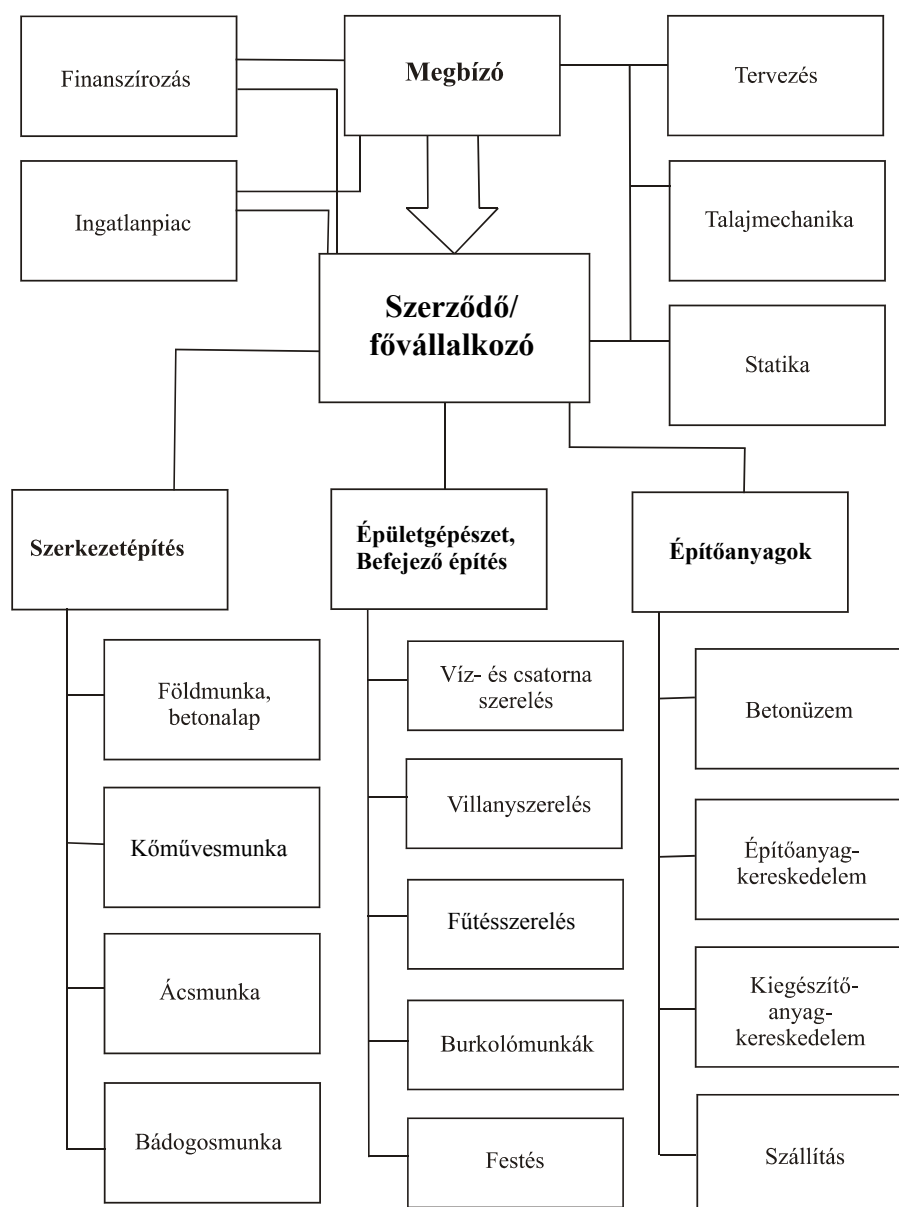 Finanszírozás
Megbízó
Tervezés
Ingatlanpiac
Talajmechanika
Szerződő/
fővállalkozó
Statika
Szerkezetépítés
Épületgépészet,
Befejező építés
Építőanyagok
Földmunka,
betonalap
Kőművesmunka
Ácsmunka
Bádogosmunka
Víz- és csatorna
szerelés
Villanyszerelés
Fűtésszerelés
Burkolómunkák
Festés
Betonüzem
Építőanyag-
kereskedelem
Kiegészítő-
anyag-
kereskedelem
Szállítás